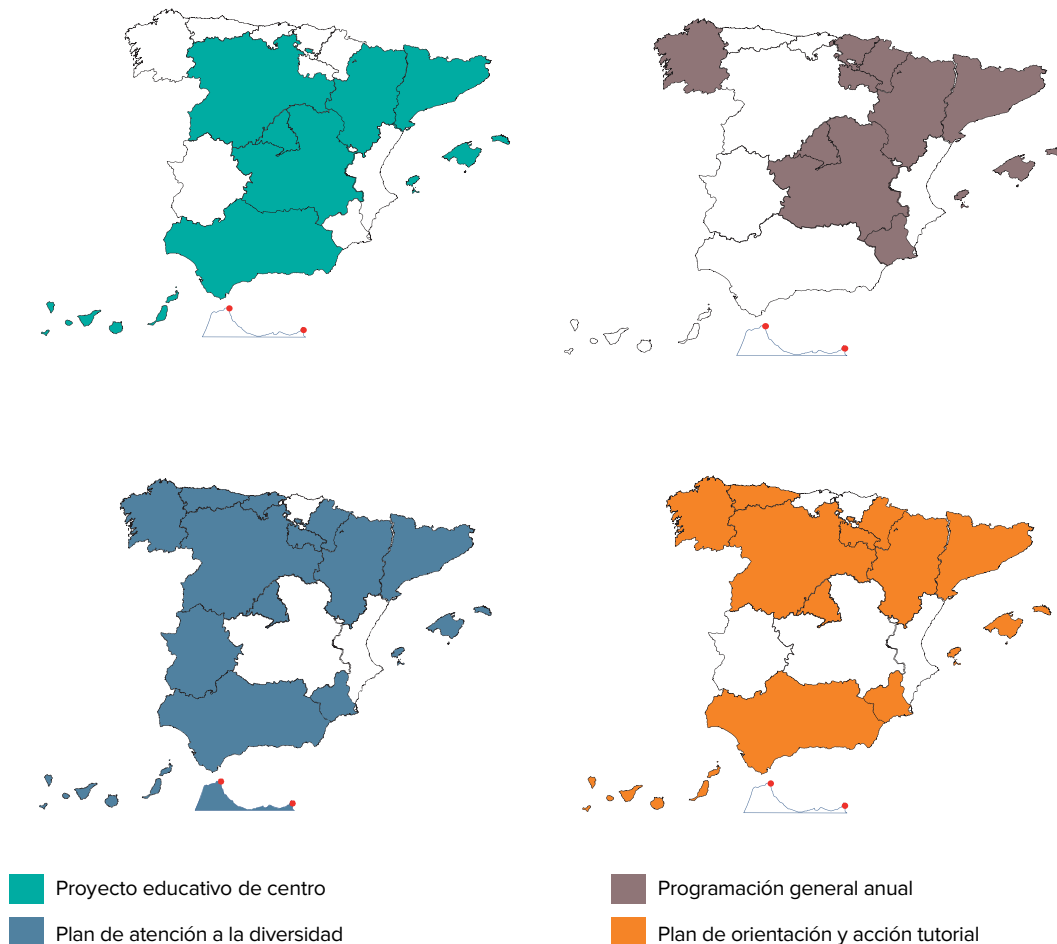 Proyecto educativo de centro
Programación general anual
Plan de atención a la diversidad
Plan de orientación y acción tutorial